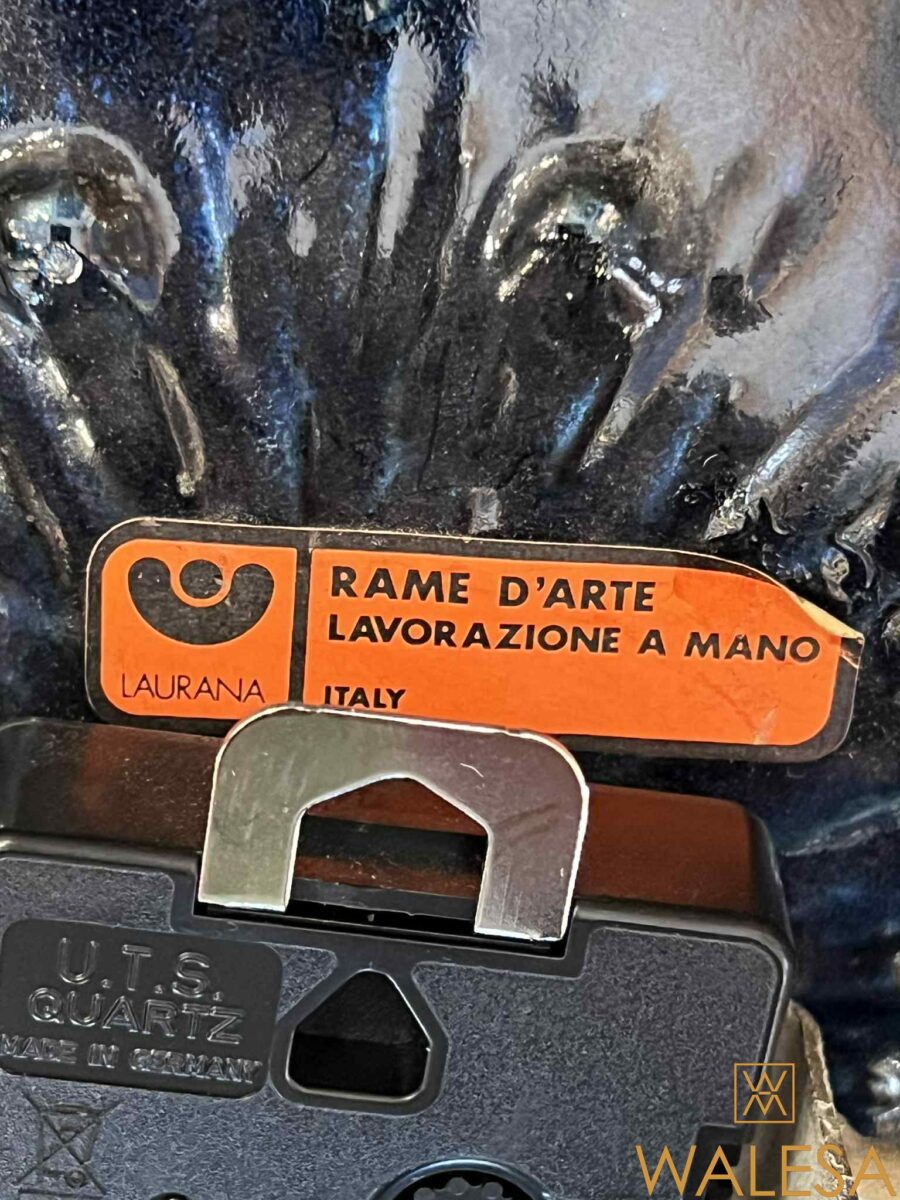 RAME D'ARTE
LAVORAZIONE A MANO
LAURANA
ITALY
U.T.S.
QUARTZ
MADE IN GERMANY
WALESA